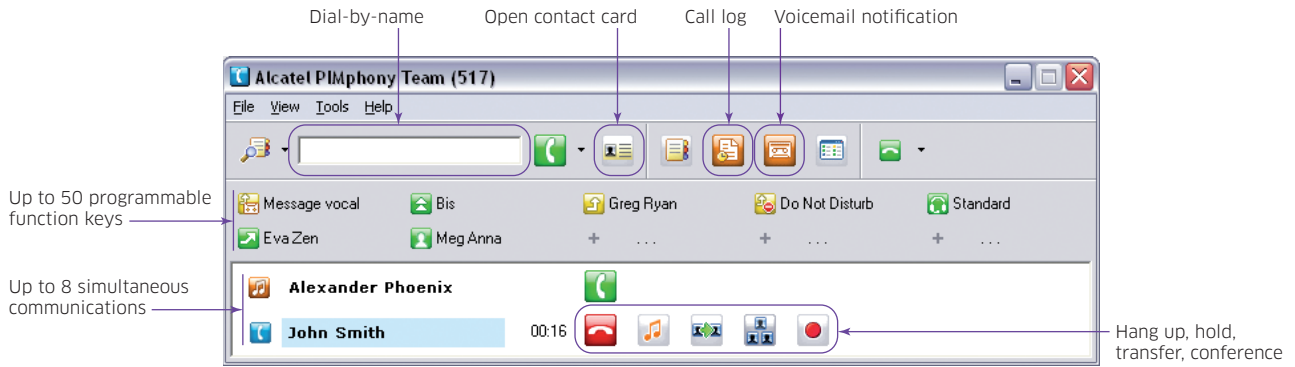 Dial-by-name
Open contact card
Call log
Voicemail notification
Alcatel PIMphony Team (517)
File View Tools Help
Up to 50 programmable
function keys
Message vocal
Bis
Greg Ryan
Do Not Disturb
Standard
Eva Zen
Meg Anna
+ ...
+ ...
+ ...
Up to 8 simultaneous
communications
Alexander Phoenix
John Smith
00:16
Hang up, hold,
transfer, conference